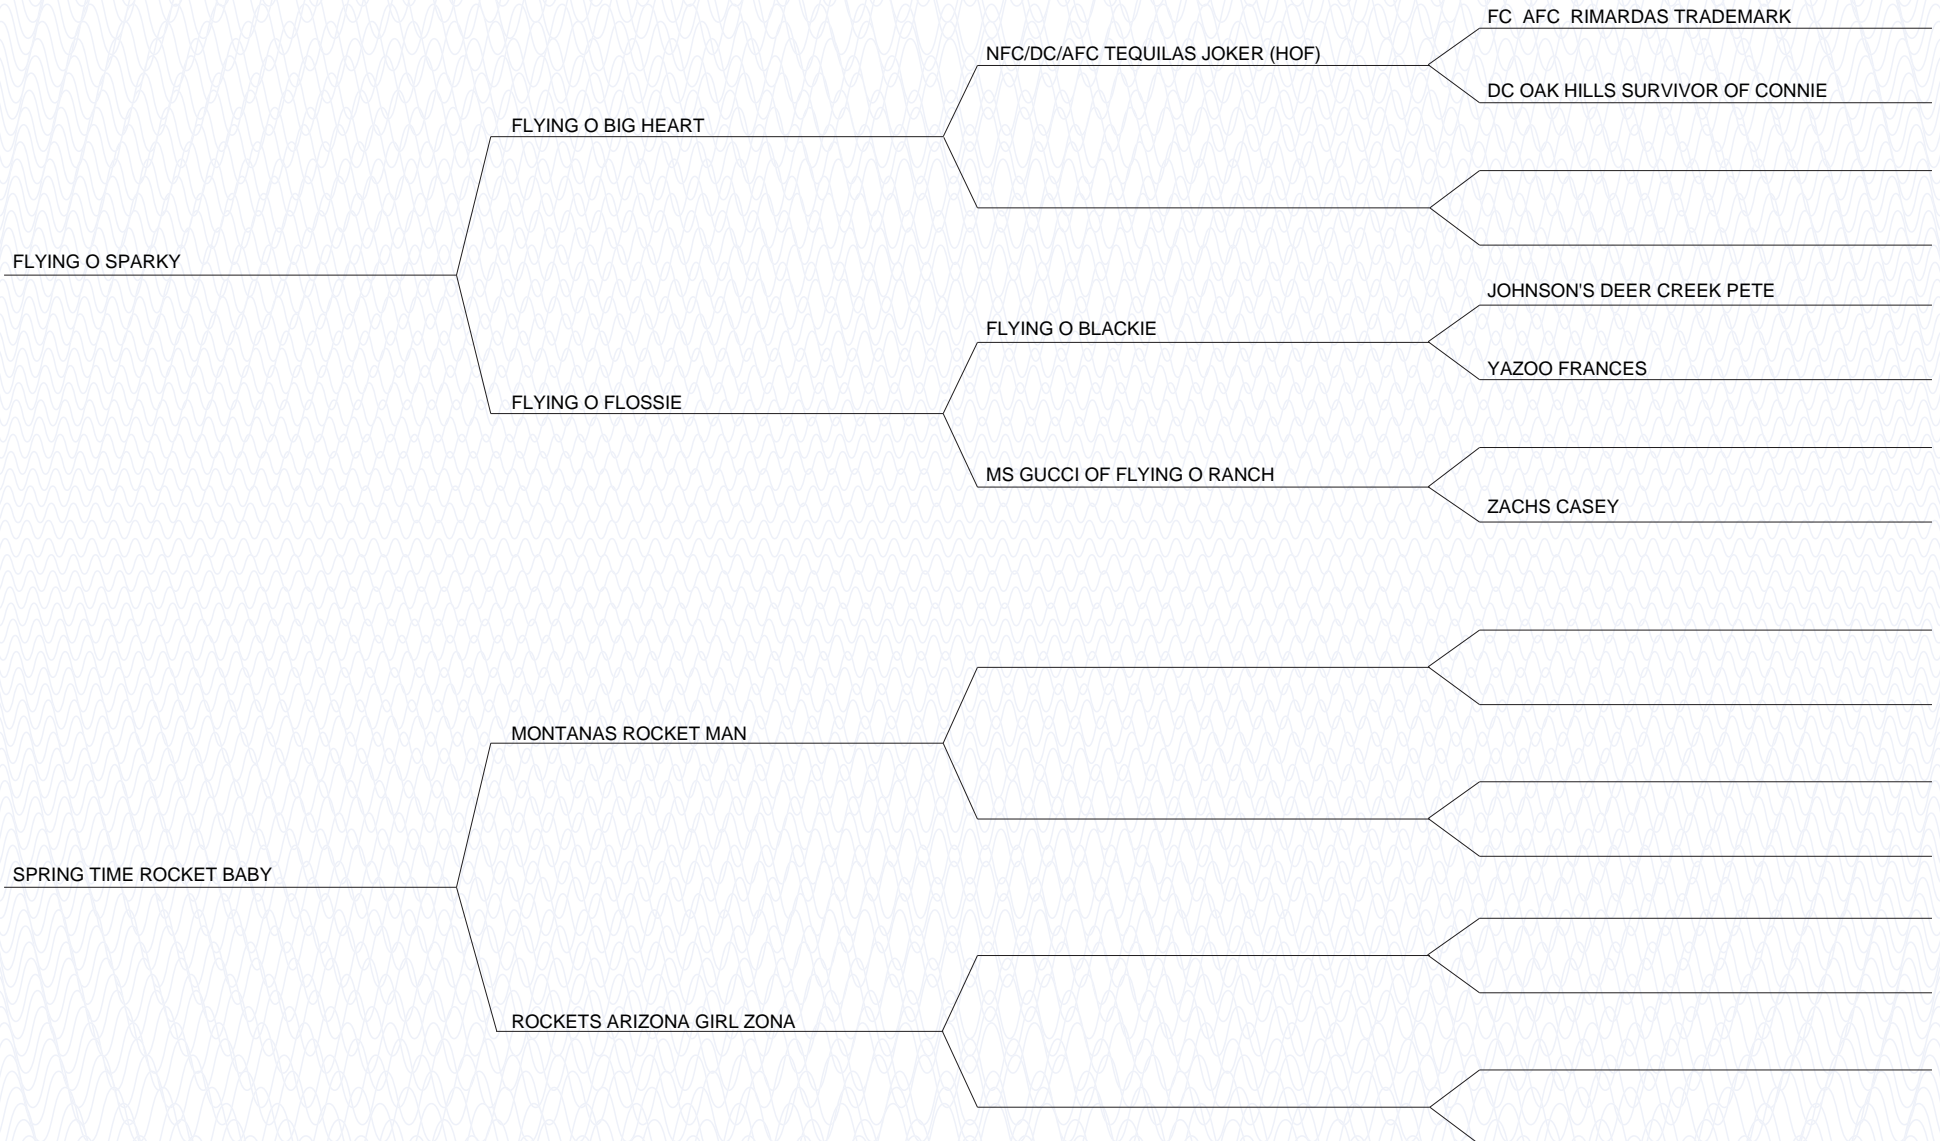 FC AFC RIMARDAS TRADEMARK
NFC/DC/AFC TEQUILAS JOKER (HOF)
DC OAK HILLS SURVIVOR OF CONNIE
FLYING O BIG HEART
FLYING O SPARKY
JOHNSON'S DEER CREEK PETE
FLYING O BLACKIE
YAZOO FRANCES
FLYING O FLOSSIE
MS GUCCI OF FLYING O RANCH
ZACHS CASEY
MONTANAS ROCKET MAN
SPRING TIME ROCKET BABY
ROCKETS ARIZONA GIRL ZONA